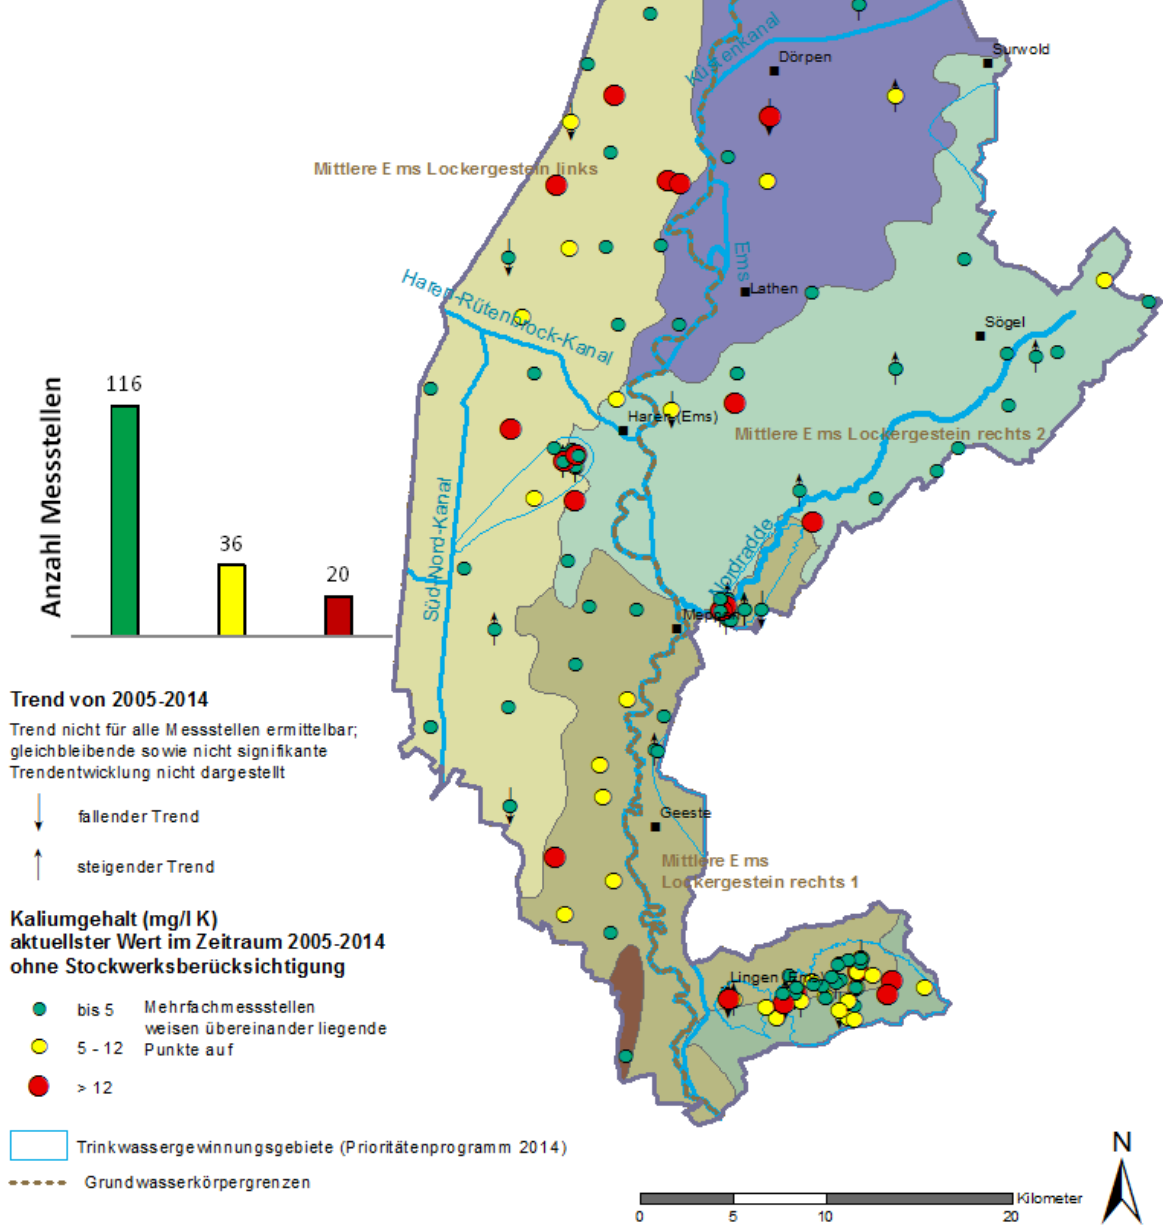 Küstenkanal
Dörpen
Surwold
Mittlere Ems Lockergestein links
Ems
Haren-Rütenbrock-Kanal
Lathen
Sögel
Haren (Ems)
Mittlere Ems Lockergestein rechts 2
Süd-Nord-Kanal
Nordradde
Meppen
Geeste
Mittlere Ems
Lockergestein rechts 1
Lingen (Ems)
Anzahl Messstellen
116
36
20
Trend von 2005-2014
Trend nicht für alle Messstellen ermittelbar;
gleichbleibende sowie nicht signifikante
Trendentwicklung nicht dargestellt
fallender Trend
steigender Trend
Kaliumgehalt (mg/l K)
aktuellster Wert im Zeitraum 2005-2014
ohne Stockwerksberücksichtigung
bis 5
5 - 12
> 12
Mehrfachmessstellen
weisen übereinander liegende
Punkte auf
Trinkwassergewinnungsgebiete (Prioritätenprogramm 2014)
Grundwasserkörpergrenzen
N
Kilometer
0 5 10 20